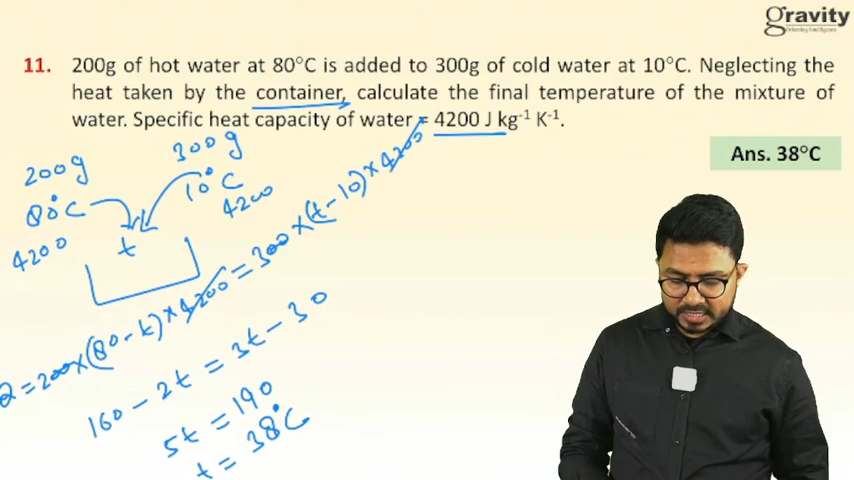 gravity
11. 200g of hot water at 80°C is added to 300g of cold water at 10°C. Neglecting the
heat taken by the container, calculate the final temperature of the mixture of
water. Specific heat capacity of water = 4200 J kg⁻¹ K⁻¹.
Ans. 38°C
200g
80°C
4200
300g
10°C
4200
t
Q = 200 × (80 - t) × 4200 = 300 × (t - 10) × 4200
160 - 2t = 3t - 30
5t = 190
t = 38°C